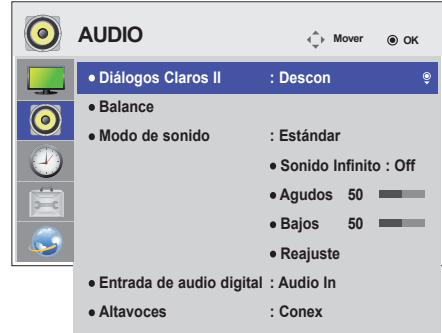 AUDIO Mover OK
• Diálogos Claros II : Descon
• Balance
• Modo de sonido : Estándar
• Sonido Infinito : Off
• Agudos 50
• Bajos 50
• Reajuste
• Entrada de audio digital : Audio In
• Altavoces : Conex